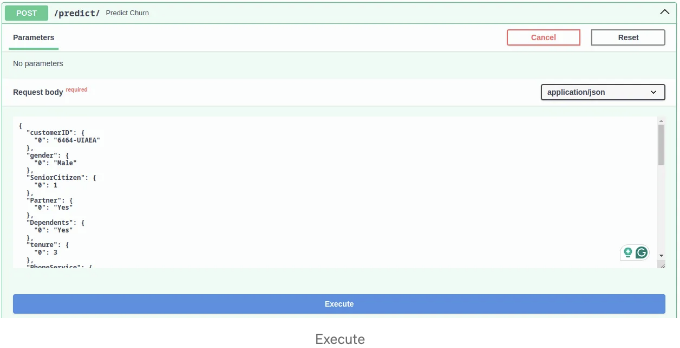 POST /predict/ Predict Churn
Parameters Cancel Reset
No parameters
Request body required application/json
{
"customerID": {
"0": "6464-UIAEA"
},
"gender": {
"0": "Male"
},
"SeniorCitizen": {
"0": 1
},
"Partner": {
"0": "Yes"
},
"Dependents": {
"0": "Yes"
},
"tenure": {
"0": 3
},
"PhoneService": {
Execute
Execute